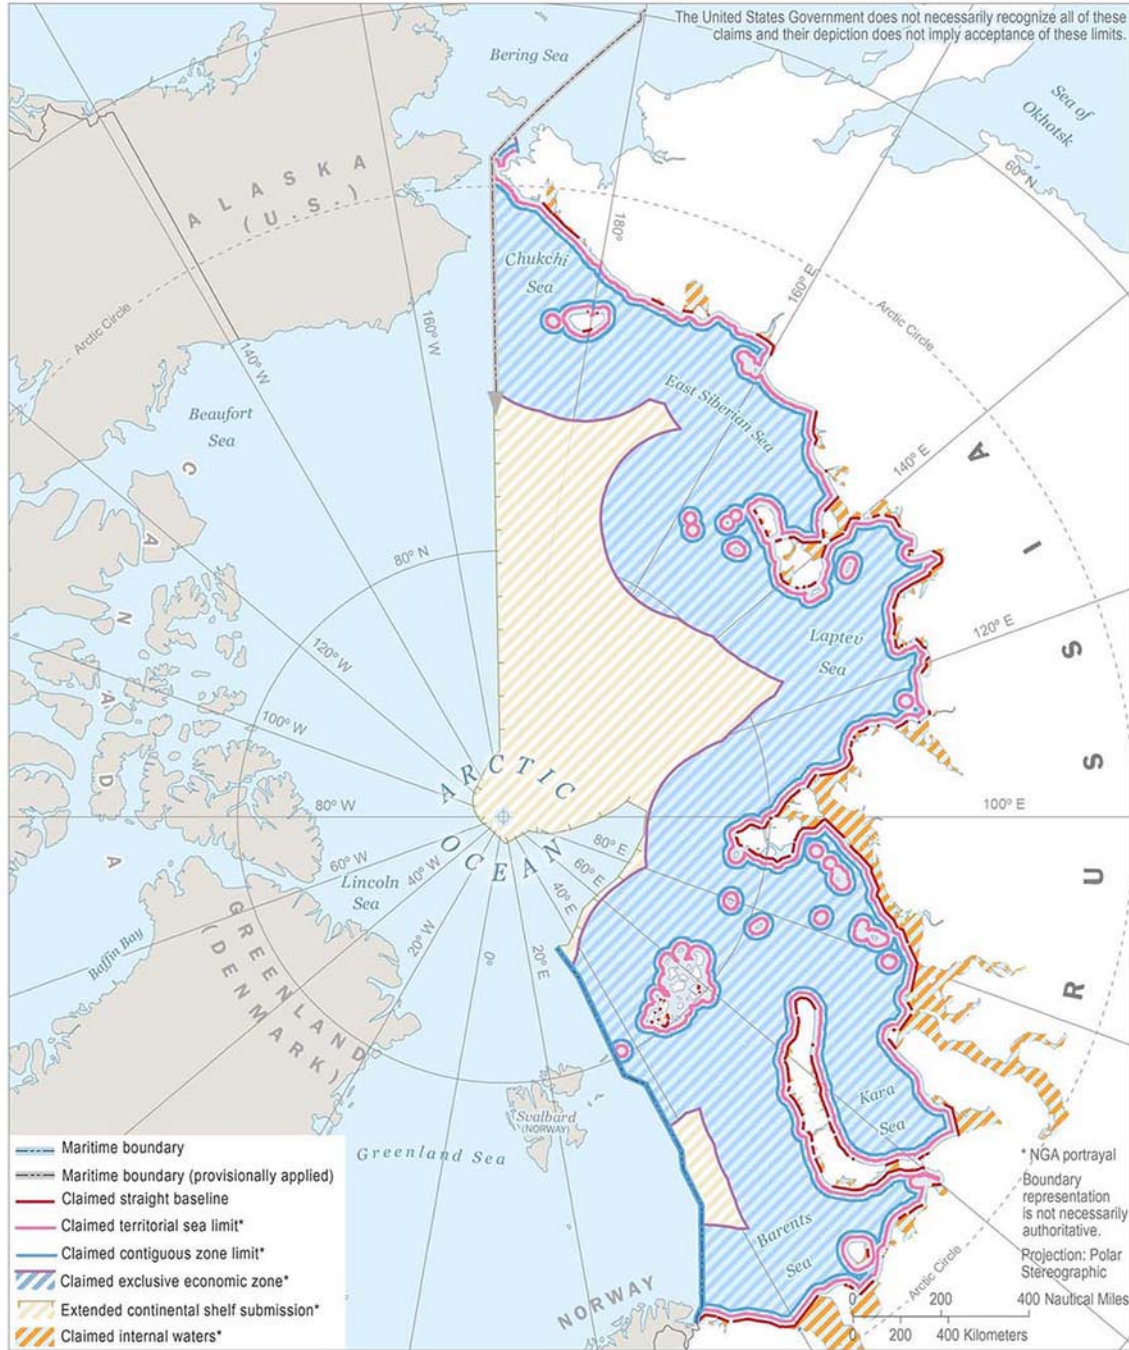 The United States Government does not necessarily recognize all of these
claims and their depiction does not imply acceptance of these limits.
Bering Sea
Sea of
Okhotsk
60° N
ALASKA
(U.S.)
180°
Chukchi
Sea
160° E
Arctic Circle
Arctic Circle
160° W
140° W
Beaufort
Sea
East Siberian Sea
140° E
RUSSIA
CANADA
80° N
120° W
Laptev
Sea
120° E
100° W
ARCTIC
OCEAN
80° W
100° E
60° W
40° W
20° W
0°
20° E
40° E
60° E
80° E
Lincoln
Sea
Baffin Bay
GREENLAND
(DENMARK)
Kara
Sea
Svalbard
(NORWAY)
Greenland Sea
Barents
Sea
NORWAY
Arctic Circle
Maritime boundary
Maritime boundary (provisionally applied)
Claimed straight baseline
Claimed territorial sea limit*
Claimed contiguous zone limit*
Claimed exclusive economic zone*
Extended continental shelf submission*
Claimed internal waters*
* NGA portrayal
Boundary
representation
is not necessarily
authoritative.
Projection: Polar
Stereographic
0 200 400 Nautical Miles
0 200 400 Kilometers